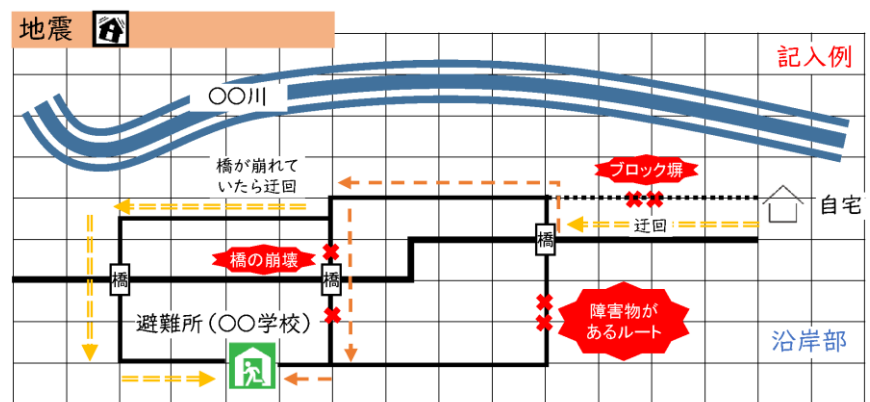 地震
記入例
〇〇川
橋が崩れて
いたら迂回
ブロック塀
自宅
迂回
橋
橋の崩壊
橋
橋
障害物が
あるルート
避難所(〇〇学校)
沿岸部